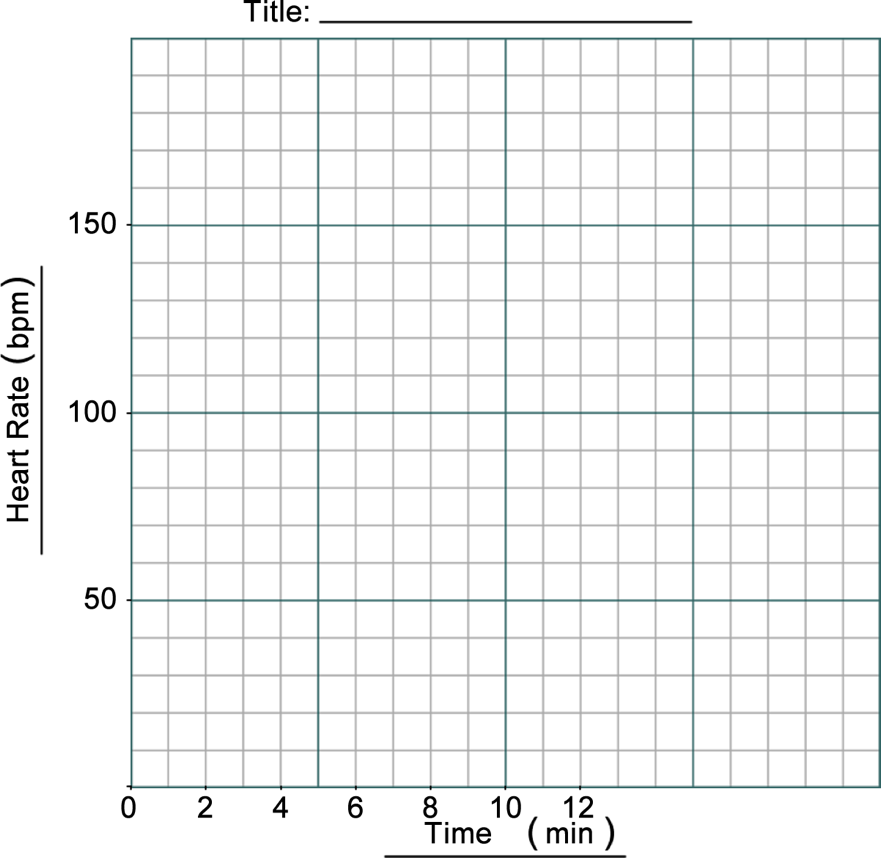 Title:
150
100
50
Heart Rate (bpm)
0 2 4 6 8 10 12
Time (min)